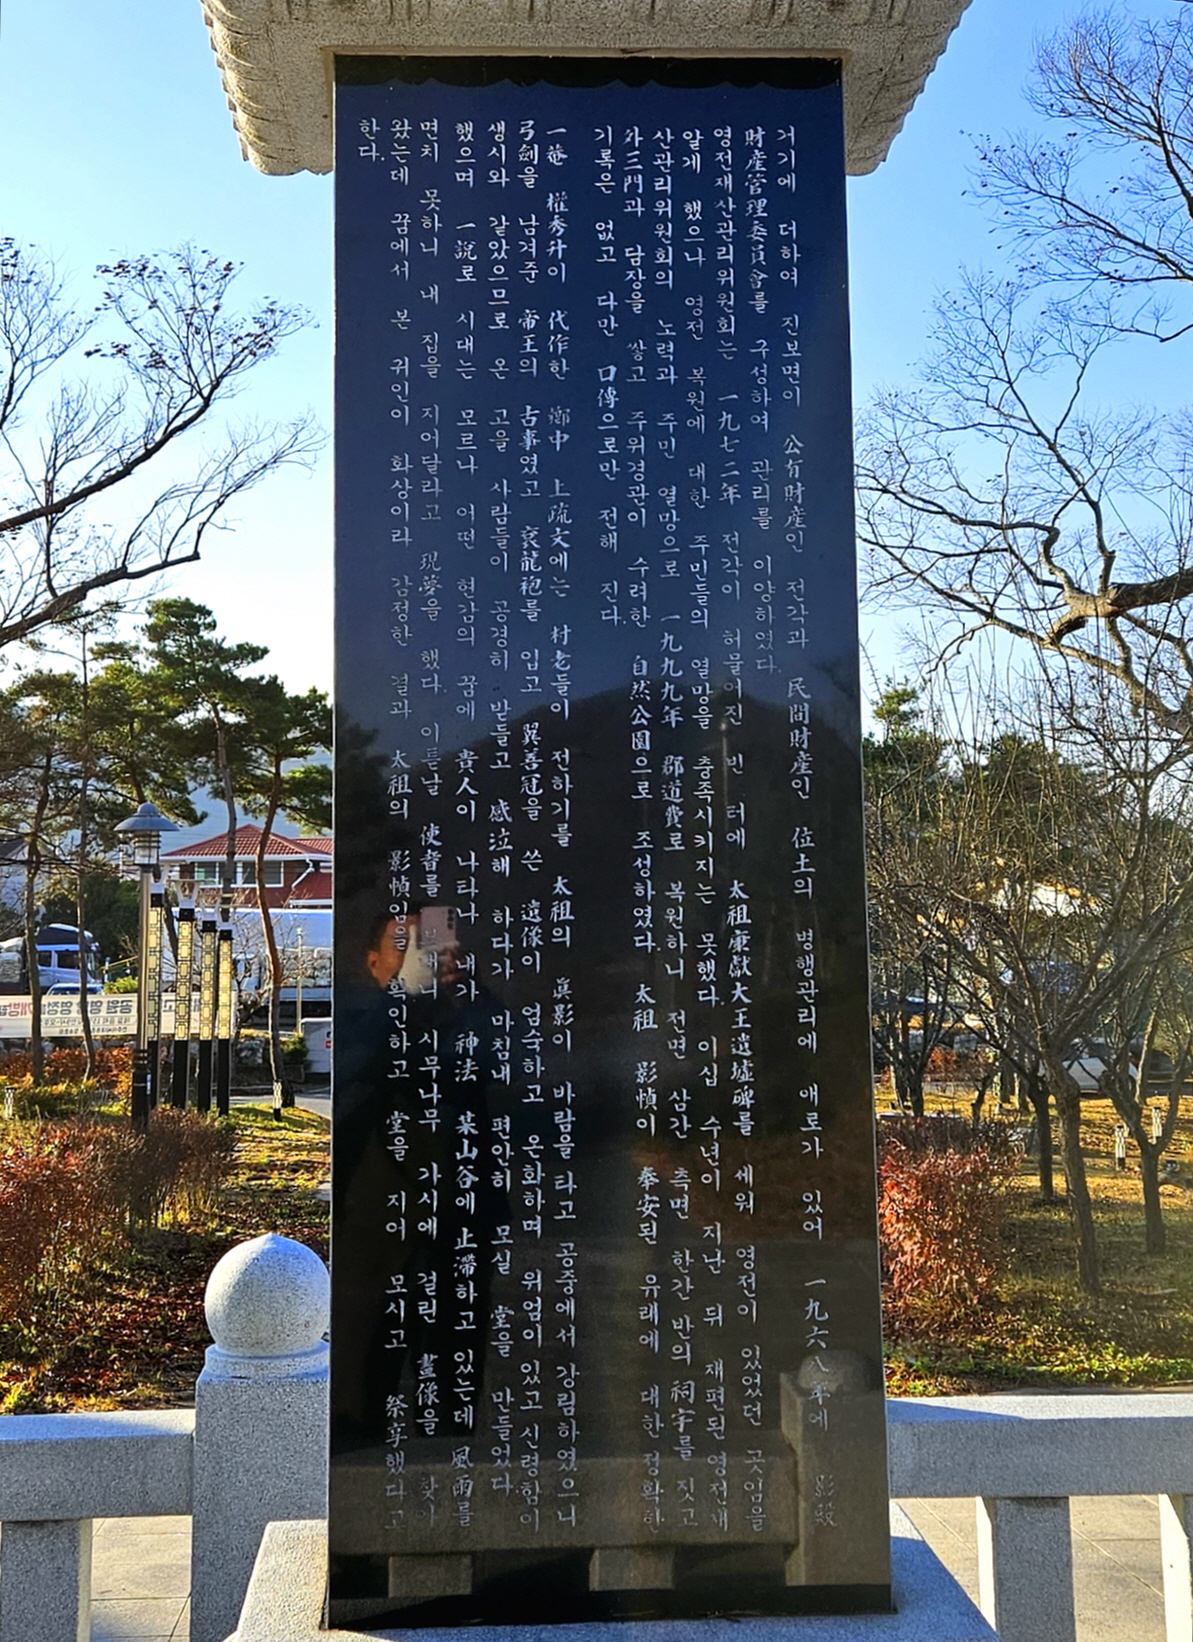 거기에 더하여 진보면이 公有財産인 전각과 民間財産인 位土의 병행관리에 애로가 있어 一九六八年에 影殿
財産管理委員會를 구성하여 관리를 이양하였다.
영전재산관리위원회는 一九七二年 전각이 허물어진 빈 터에 太祖康獻大王遺墟碑를 세워 영전이 있었던 곳임을
알게 했으나 영전 복원에 대한 주민들의 열망을 충족시키지는 못했다. 이십 수년이 지난 뒤 재편된 영전재
산관리위원회의 노력과 주민 열망으로 一九九九年 郡道費로 복원하니 전면 삼간 측면 한간 반의 祠宇를 짓고
外三門과 담장을 쌓고 주위경관이 수려한 自然公園으로 조성하였다. 太祖 影幀이 奉安된 유래에 대한 정확한
기록은 없고 다만 口傳으로만 전해 진다.
一菴 權秀升이 代作한 鄕中 上疏文에는 村老들이 전하기를 太祖의 眞影이 바람을 타고 공중에서 강림하였으니
弓劍을 남겨준 帝王의 古事였고 袞龍袍를 입고 翼善冠을 쓴 遺像이 엄숙하고 온화하며 위엄이 있고 신령함이
생시와 같았으므로 온 고을 사람들이 공경히 받들고 感泣해 하다가 마침내 편안히 모실 堂을 만들었다.
했으며 一說로 시대는 모르나 어떤 현감의 꿈에 貴人이 나타나 내가 神法 葉山谷에 止滯하고 있는데 風雨를
면치 못하니 내 집을 지어달라고 現夢을 했다. 이튿날 使者를 보내니 시무나무 가시에 걸린 畫像을 찾아
왔는데 꿈에서 본 귀인이 화상이라 감정한 결과 太祖의 影幀임을 확인하고 堂을 지어 모시고 祭享했다고
한다.